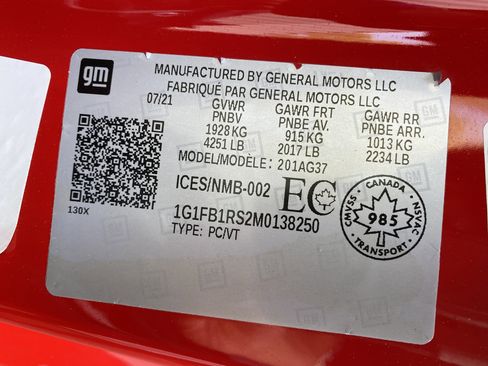 gm
MANUFACTURED BY GENERAL MOTORS LLC
FABRIQUÉ PAR GENERAL MOTORS LLC
07/21 GVWR GAWR FRT GAWR RR
PNBV PNBE AV. PNBE ARR.
1928 KG 915 KG 1013 KG
4251 LB 2017 LB 2234 LB
MODEL/MODÈLE: 201AG37
ICES/NMB-002 EC
130X
1G1FB1RS2M0138250
TYPE: PC/VT
CANADA
CMVSS 985 NSVAC